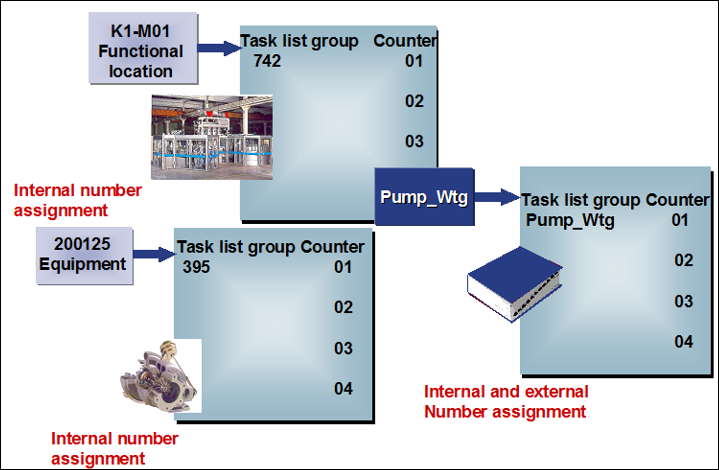 K1-M01
Functional
location
Task list group Counter
742 01
02
03
Internal number
assignment
Pump_Wtg
Task list group Counter
Pump_Wtg 01
02
03
04
200125
Equipment
Task list group Counter
395 01
02
03
04
Internal and external
Number assignment
Internal number
assignment